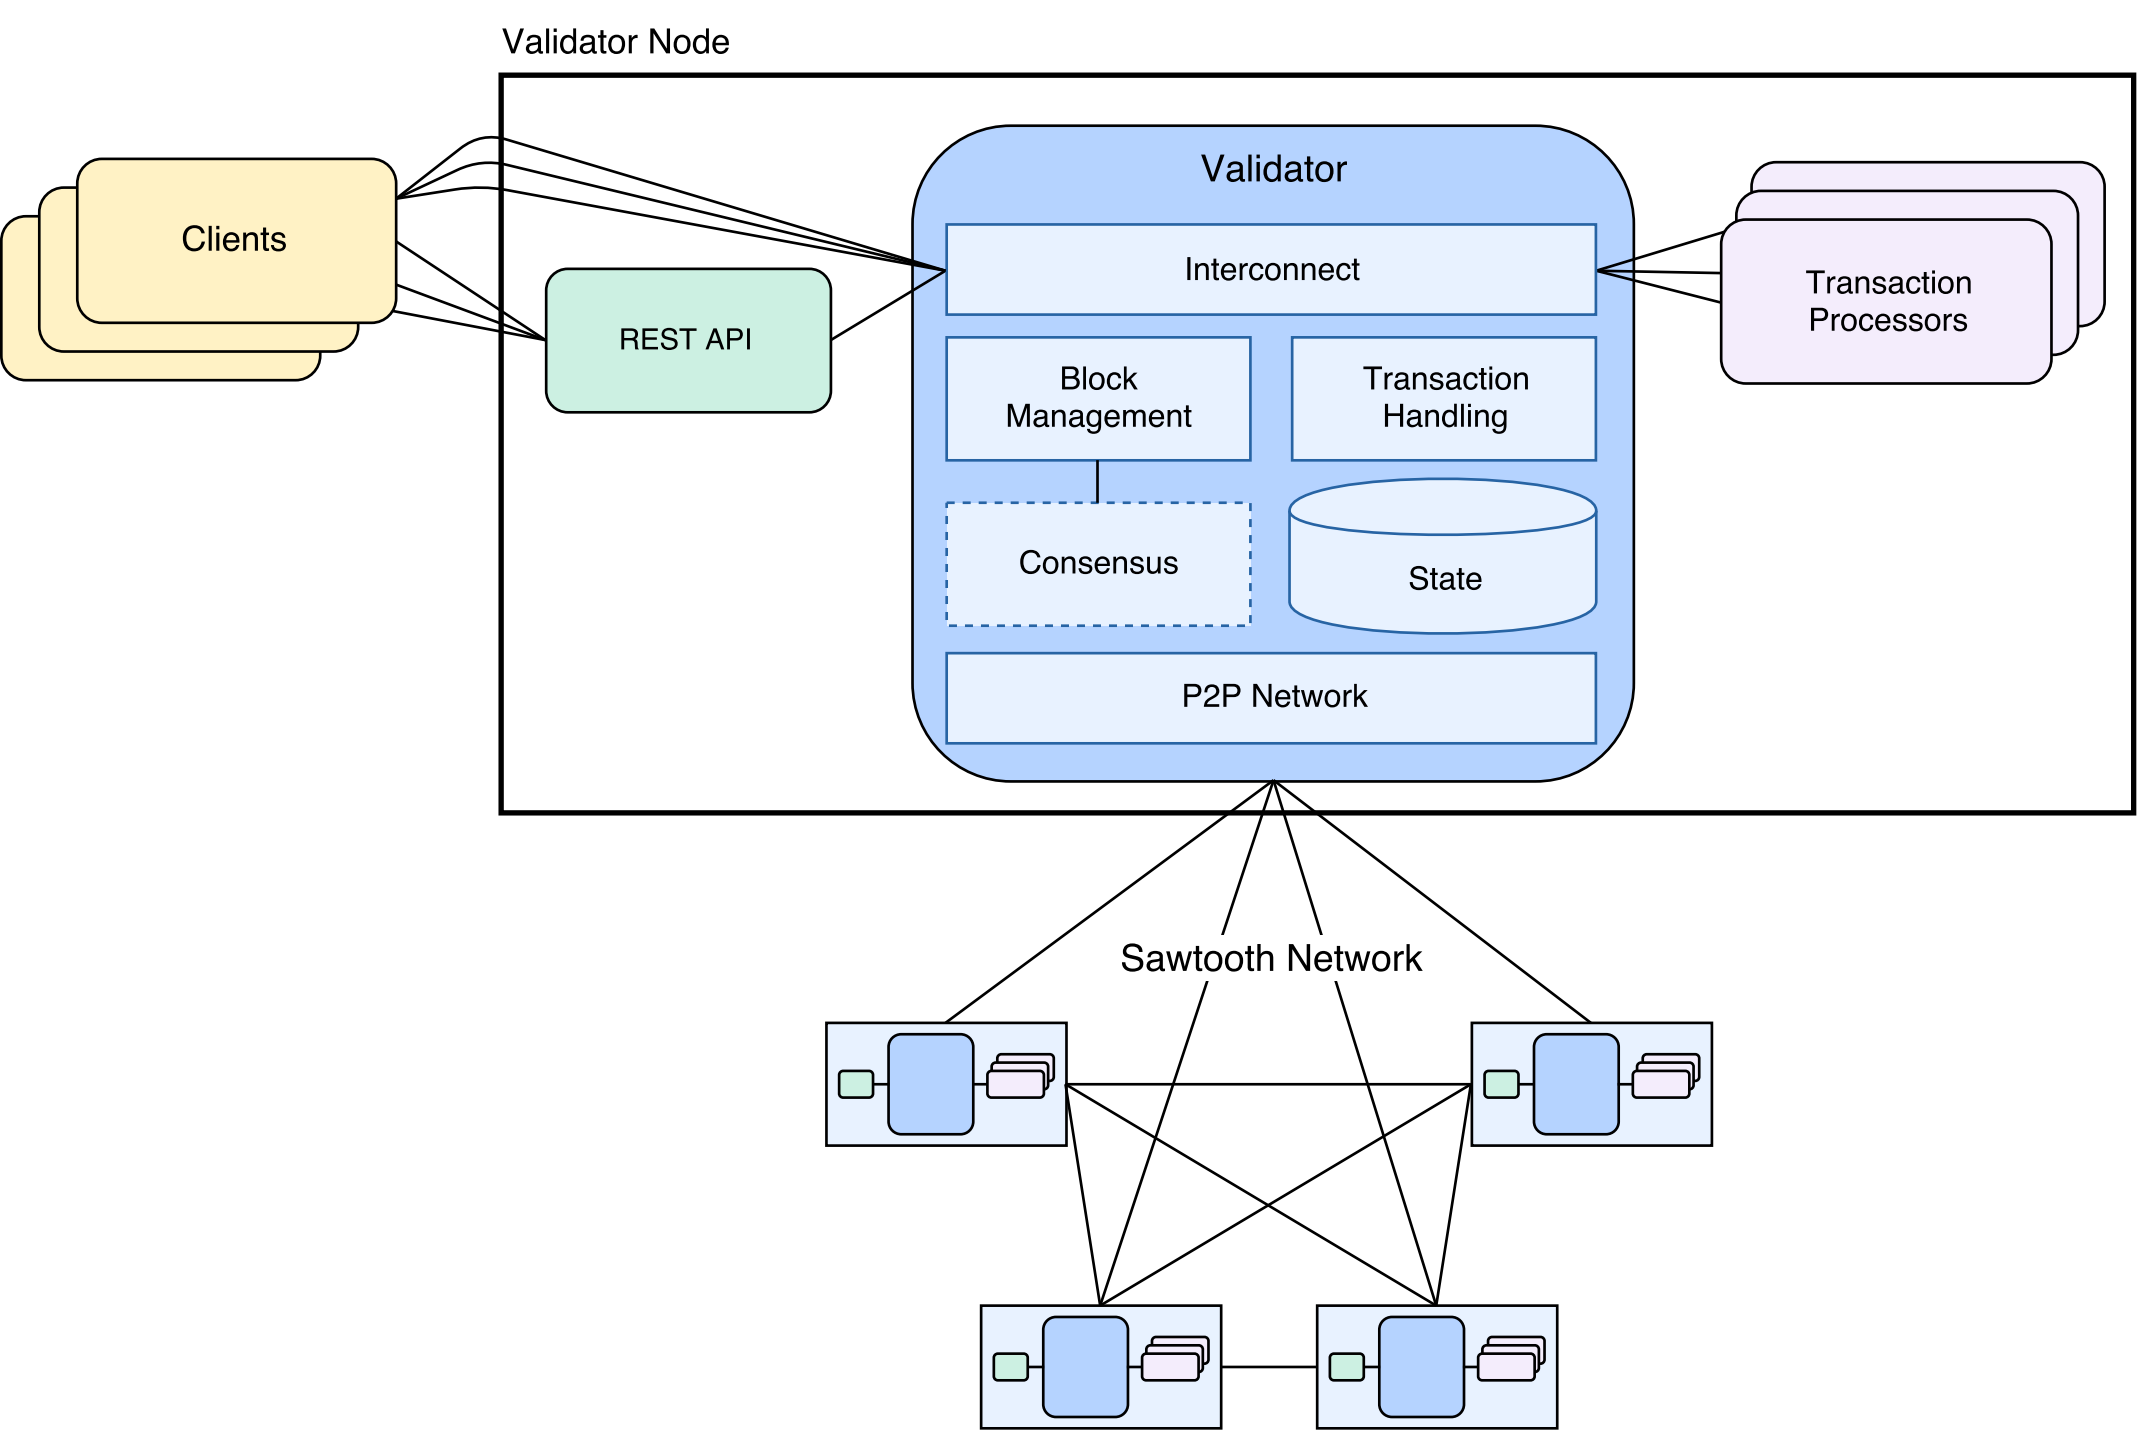 Validator Node
Clients
REST API
Validator
Interconnect
Block
Management
Transaction
Handling
Consensus
State
P2P Network
Transaction
Processors
Sawtooth Network